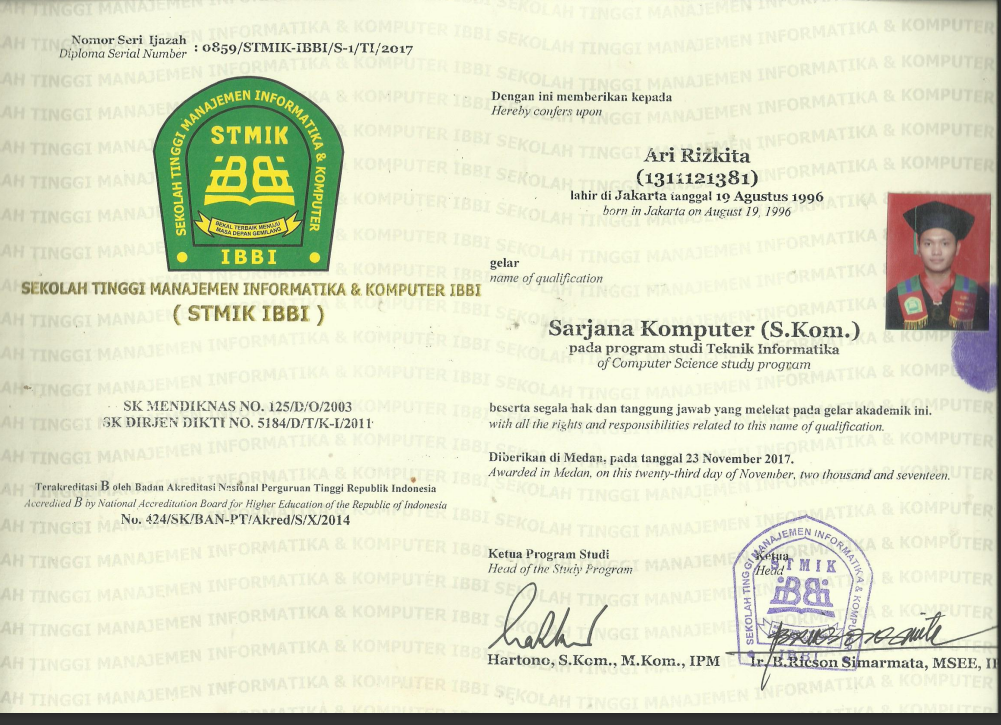 Nomor Seri Ijazah
Diploma Serial Number : 0859/STMIK-IBBI/S-1/TI/2017
SEKOLAH TINGGI MANAJEMEN INFORMATIKA & KOMPUTER
STMIK
iBBi
BEKAL TERBAIK MENUJU
MASA DEPAN GEMILANG
IBBI
SEKOLAH TINGGI MANAJEMEN INFORMATIKA & KOMPUTER IBBI
( STMIK IBBI )
SK MENDIKNAS NO. 125/D/O/2003
SK DIRJEN DIKTI NO. 5184/D/T/K-I/2011
Terakreditasi B oleh Badan Akreditasi Nasional Perguruan Tinggi Republik Indonesia
Accredited B by National Accreditation Board for Higher Education of the Republic of Indonesia
No. 424/SK/BAN-PT/Akred/S/X/2014
Dengan ini memberikan kepada
Hereby confers upon
Ari Rizkita
(1311121381)
lahir di Jakarta tanggal 19 Agustus 1996
born in Jakarta on August 19, 1996
gelar
name of qualification
Sarjana Komputer (S.Kom.)
pada program studi Teknik Informatika
of Computer Science study program
beserta segala hak dan tanggung jawab yang melekat pada gelar akademik ini.
with all the rights and responsibilities related to this name of qualification.
Diberikan di Medan, pada tanggal 23 November 2017.
Awarded in Medan, on this twenty-third day of November, two thousand and seventeen.
Ketua Program Studi
Head of the Study Program
Hartono, S.Kom., M.Kom., IPM
Ketua,
Head
SEKOLAH TINGGI MANAJEMEN INFORMATIKA & KOMPUTER
STMIK
iBBi
IBBI
Ir. B.Ricson Simarmata, MSEE,